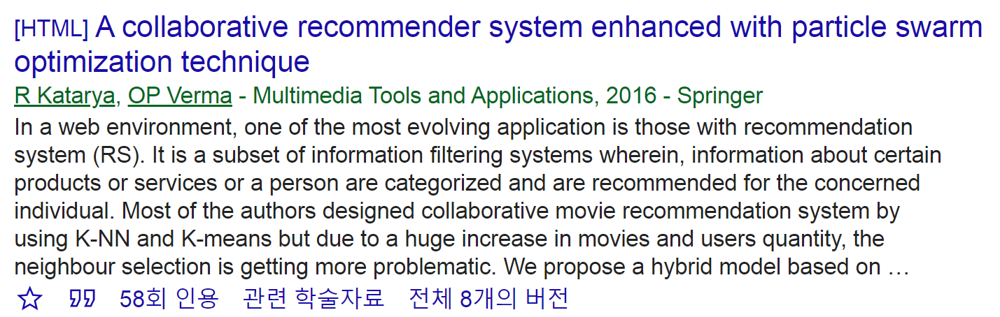 [HTML] A collaborative recommender system enhanced with particle swarm
optimization technique
R Katarya, OP Verma - Multimedia Tools and Applications, 2016 - Springer
In a web environment, one of the most evolving application is those with recommendation
system (RS). It is a subset of information filtering systems wherein, information about certain
products or services or a person are categorized and are recommended for the concerned
individual. Most of the authors designed collaborative movie recommendation system by
using K-NN and K-means but due to a huge increase in movies and users quantity, the
neighbour selection is getting more problematic. We propose a hybrid model based on …
58회 인용 관련 학술자료 전체 8개의 버전